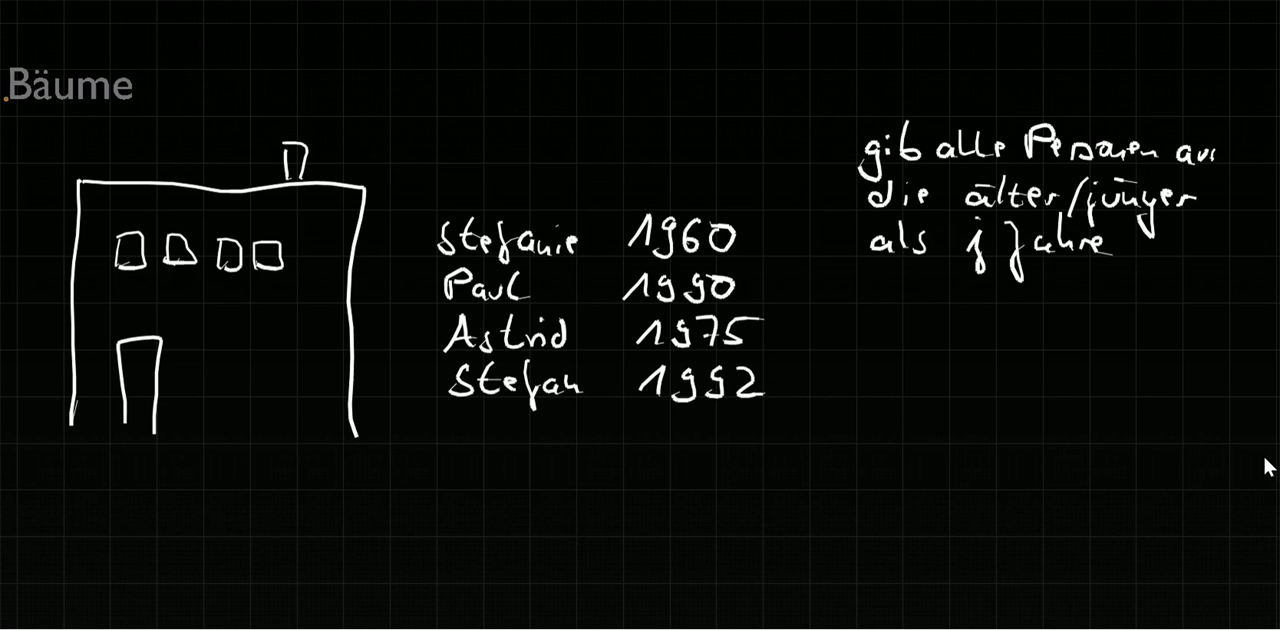 Bäume
gib alle Personen aus
die älter/jünger
als j Jahre
Stefanie 1960
Paul 1990
Astrid 1975
Stefan 1992